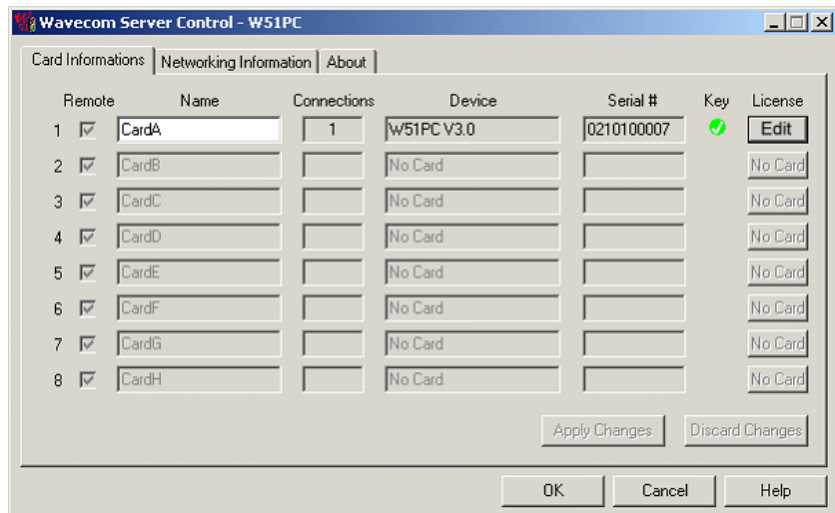 Wavecom Server Control - W51PC
Card Informations Networking Information About
Remote Name Connections Device Serial # Key License
1 CardA 1 W51PC V3.0 0210100007 Edit
2 CardB No Card No Card
3 CardC No Card No Card
4 CardD No Card No Card
5 CardE No Card No Card
6 CardF No Card No Card
7 CardG No Card No Card
8 CardH No Card No Card
Apply Changes Discard Changes
OK Cancel Help